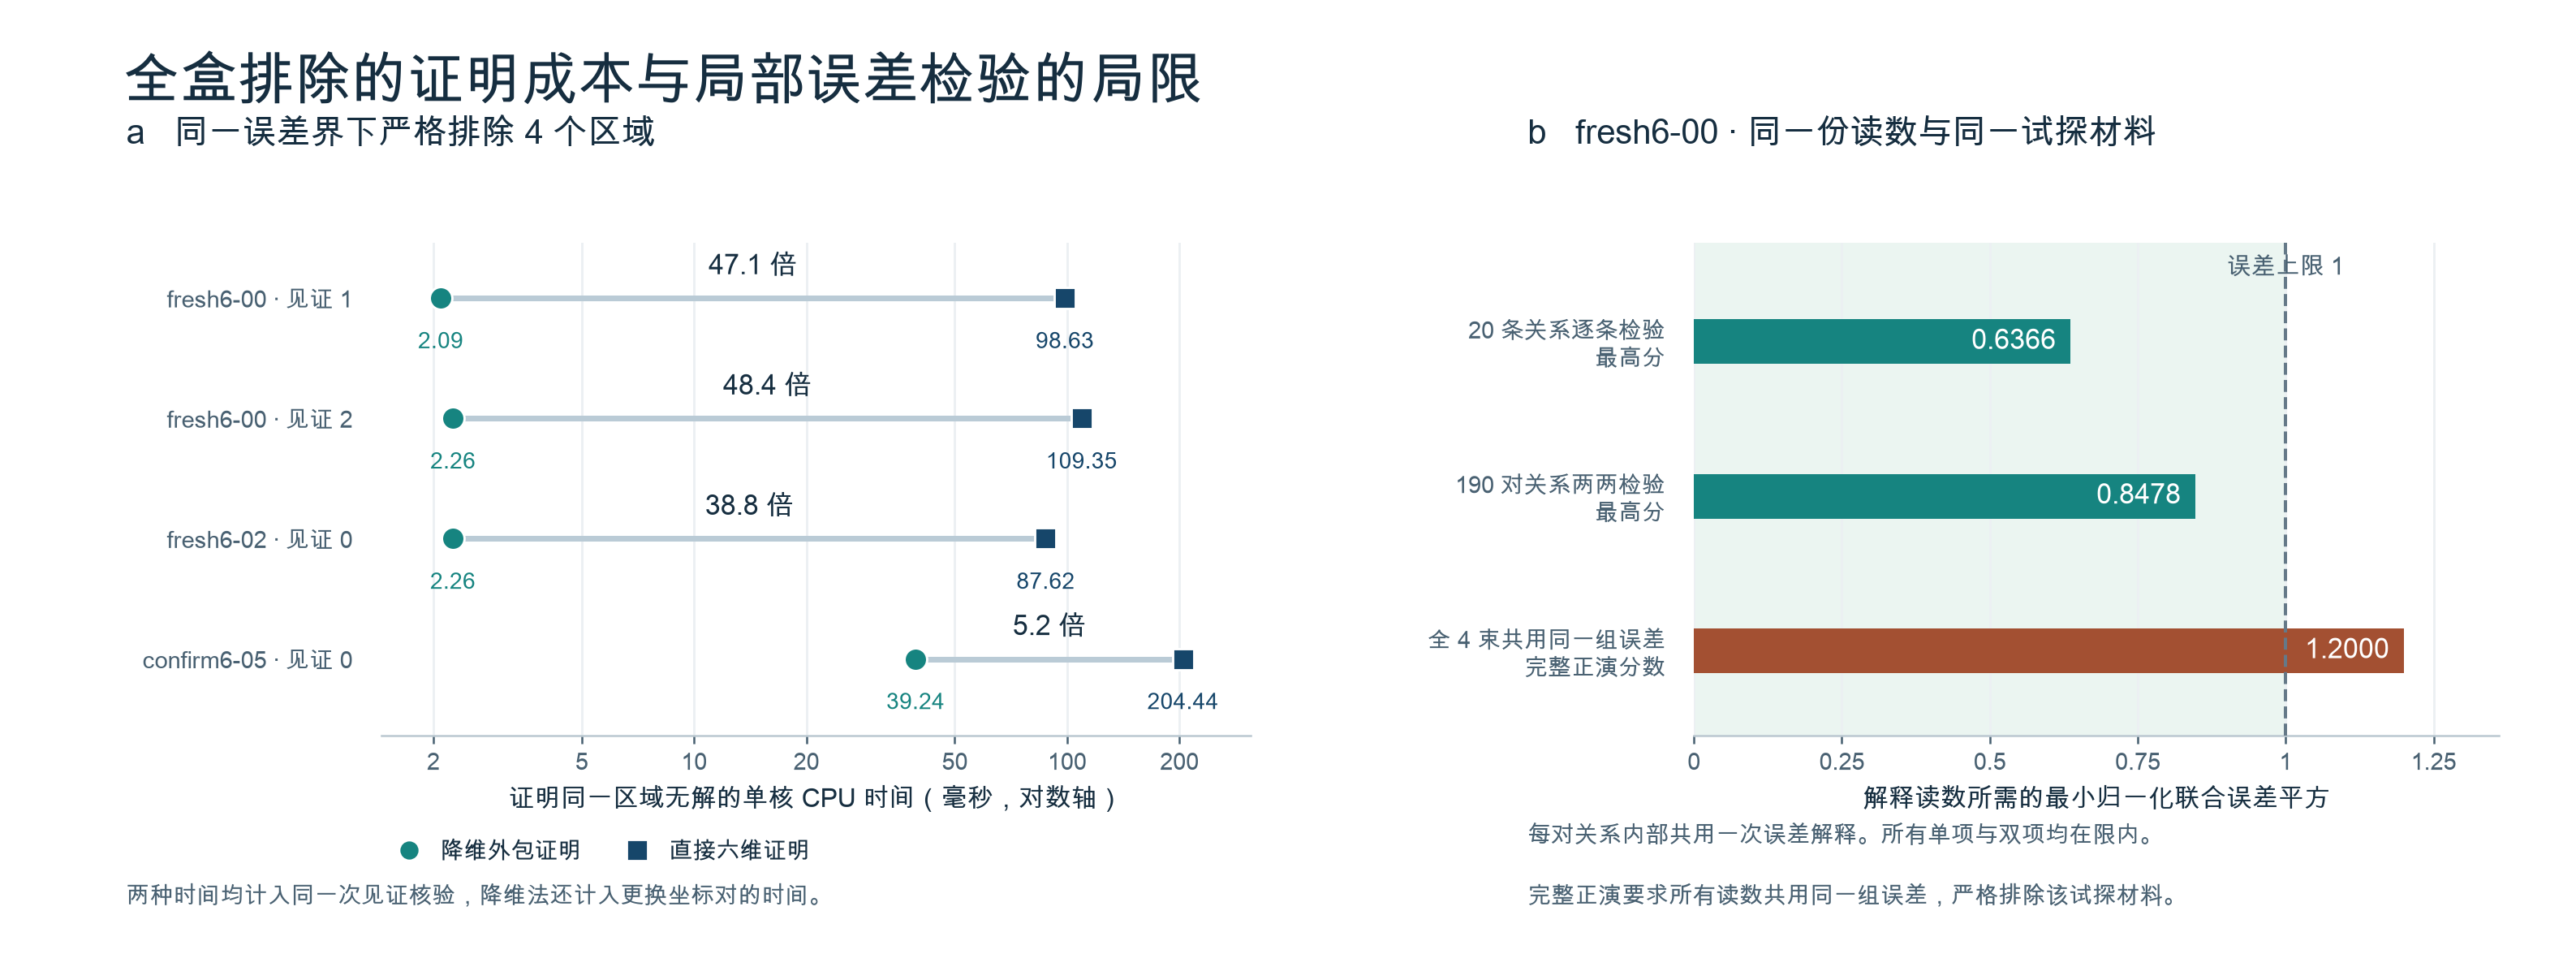 全盒排除的证明成本与局部误差检验的局限
a 同一误差界下严格排除 4 个区域
47.1 倍
fresh6-00 · 见证 1
2.09
98.63
48.4 倍
fresh6-00 · 见证 2
2.26
109.35
38.8 倍
fresh6-02 · 见证 0
2.26
87.62
5.2 倍
confirm6-05 · 见证 0
39.24
204.44
2 5 10 20 50 100 200
证明同一区域无解的单核 CPU 时间（毫秒，对数轴）
降维外包证明
直接六维证明
两种时间均计入同一次见证核验，降维法还计入更换坐标对的时间。
b fresh6-00 · 同一份读数与同一试探材料
误差上限 1
20 条关系逐条检验
最高分
0.6366
190 对关系两两检验
最高分
0.8478
全 4 束共用同一组误差
完整正演分数
1.2000
0 0.25 0.5 0.75 1 1.25
解释读数所需的最小归一化联合误差平方
每对关系内部共用一次误差解释。所有单项与双项均在限内。
完整正演要求所有读数共用同一组误差，严格排除该试探材料。